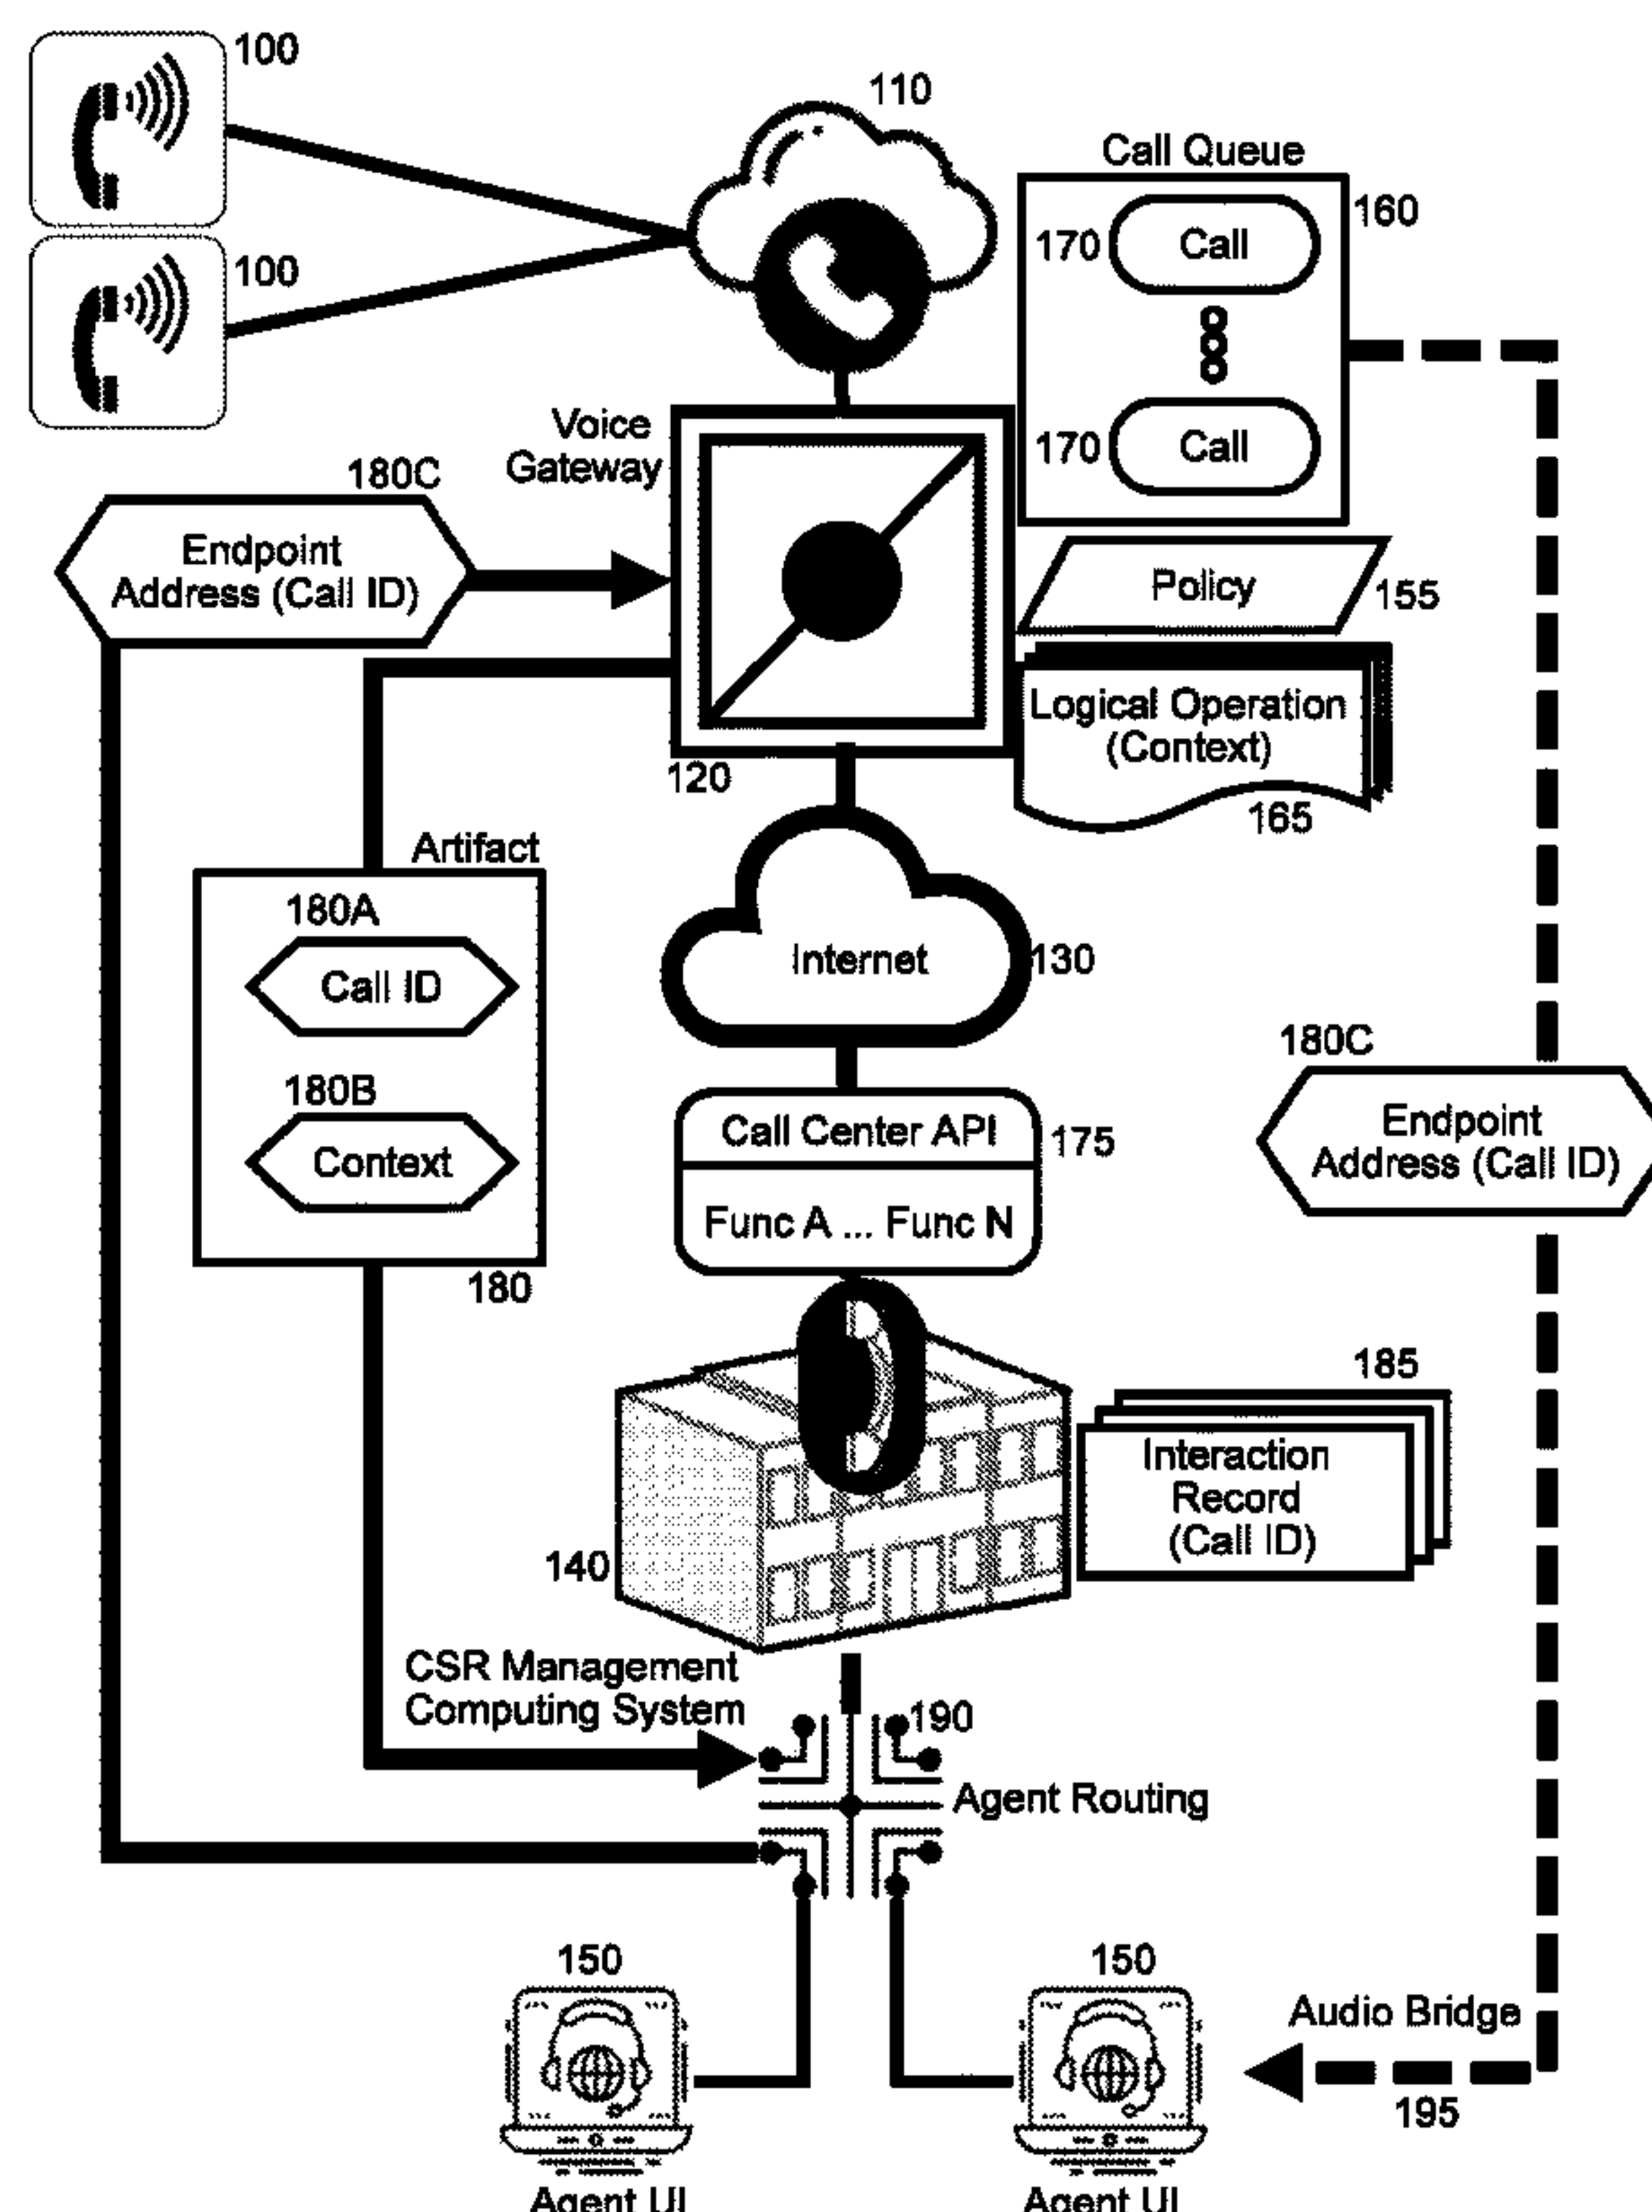 100
110
Call Queue
160
170
Call
100
170
Call
Voice
Gateway
180C
Endpoint
Address (Call ID)
Policy
155
Logical Operation
(Context)
120
165
Artifact
180A
Call ID
Internet
130
180C
180B
Context
Call Center API
175
Endpoint
Address (Call ID)
Func A ... Func N
180
185
Interaction
Record
(Call ID)
140
CSR Management
Computing System
190
Agent Routing
150
150
Audio Bridge
195
Agent UI
Agent UI